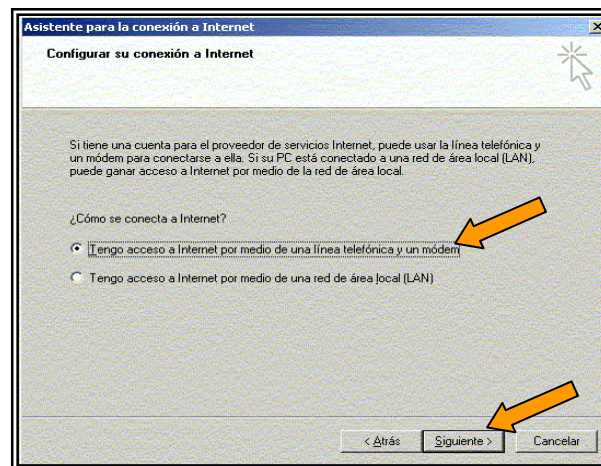 Asistente para la conexión a Internet
Configurar su conexión a Internet
Si tiene una cuenta para el proveedor de servicios Internet, puede usar la línea telefónica y
un módem para conectarse a ella. Si su PC está conectado a una red de área local (LAN),
puede ganar acceso a Internet por medio de la red de área local.
¿Cómo se conecta a Internet?
Tengo acceso a Internet por medio de una línea telefónica y un módem
Tengo acceso a Internet por medio de una red de área local (LAN)
< Atrás Siguiente > Cancelar